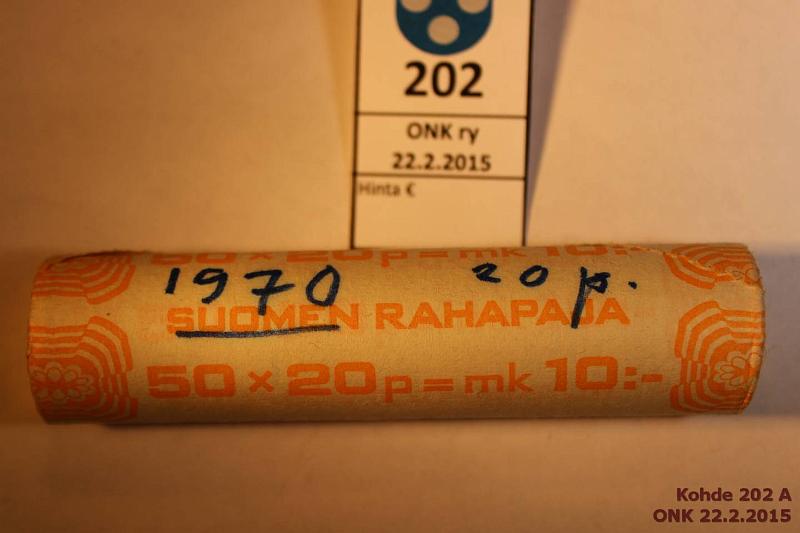 202
ONK ry
22.2.2015
Hinta €
50 × 20 p = mk 10:-
1970 20 p.
SUOMEN RAHAPAJA
50 × 20 p = mk 10:-
Kohde 202 A
ONK 22.2.2015